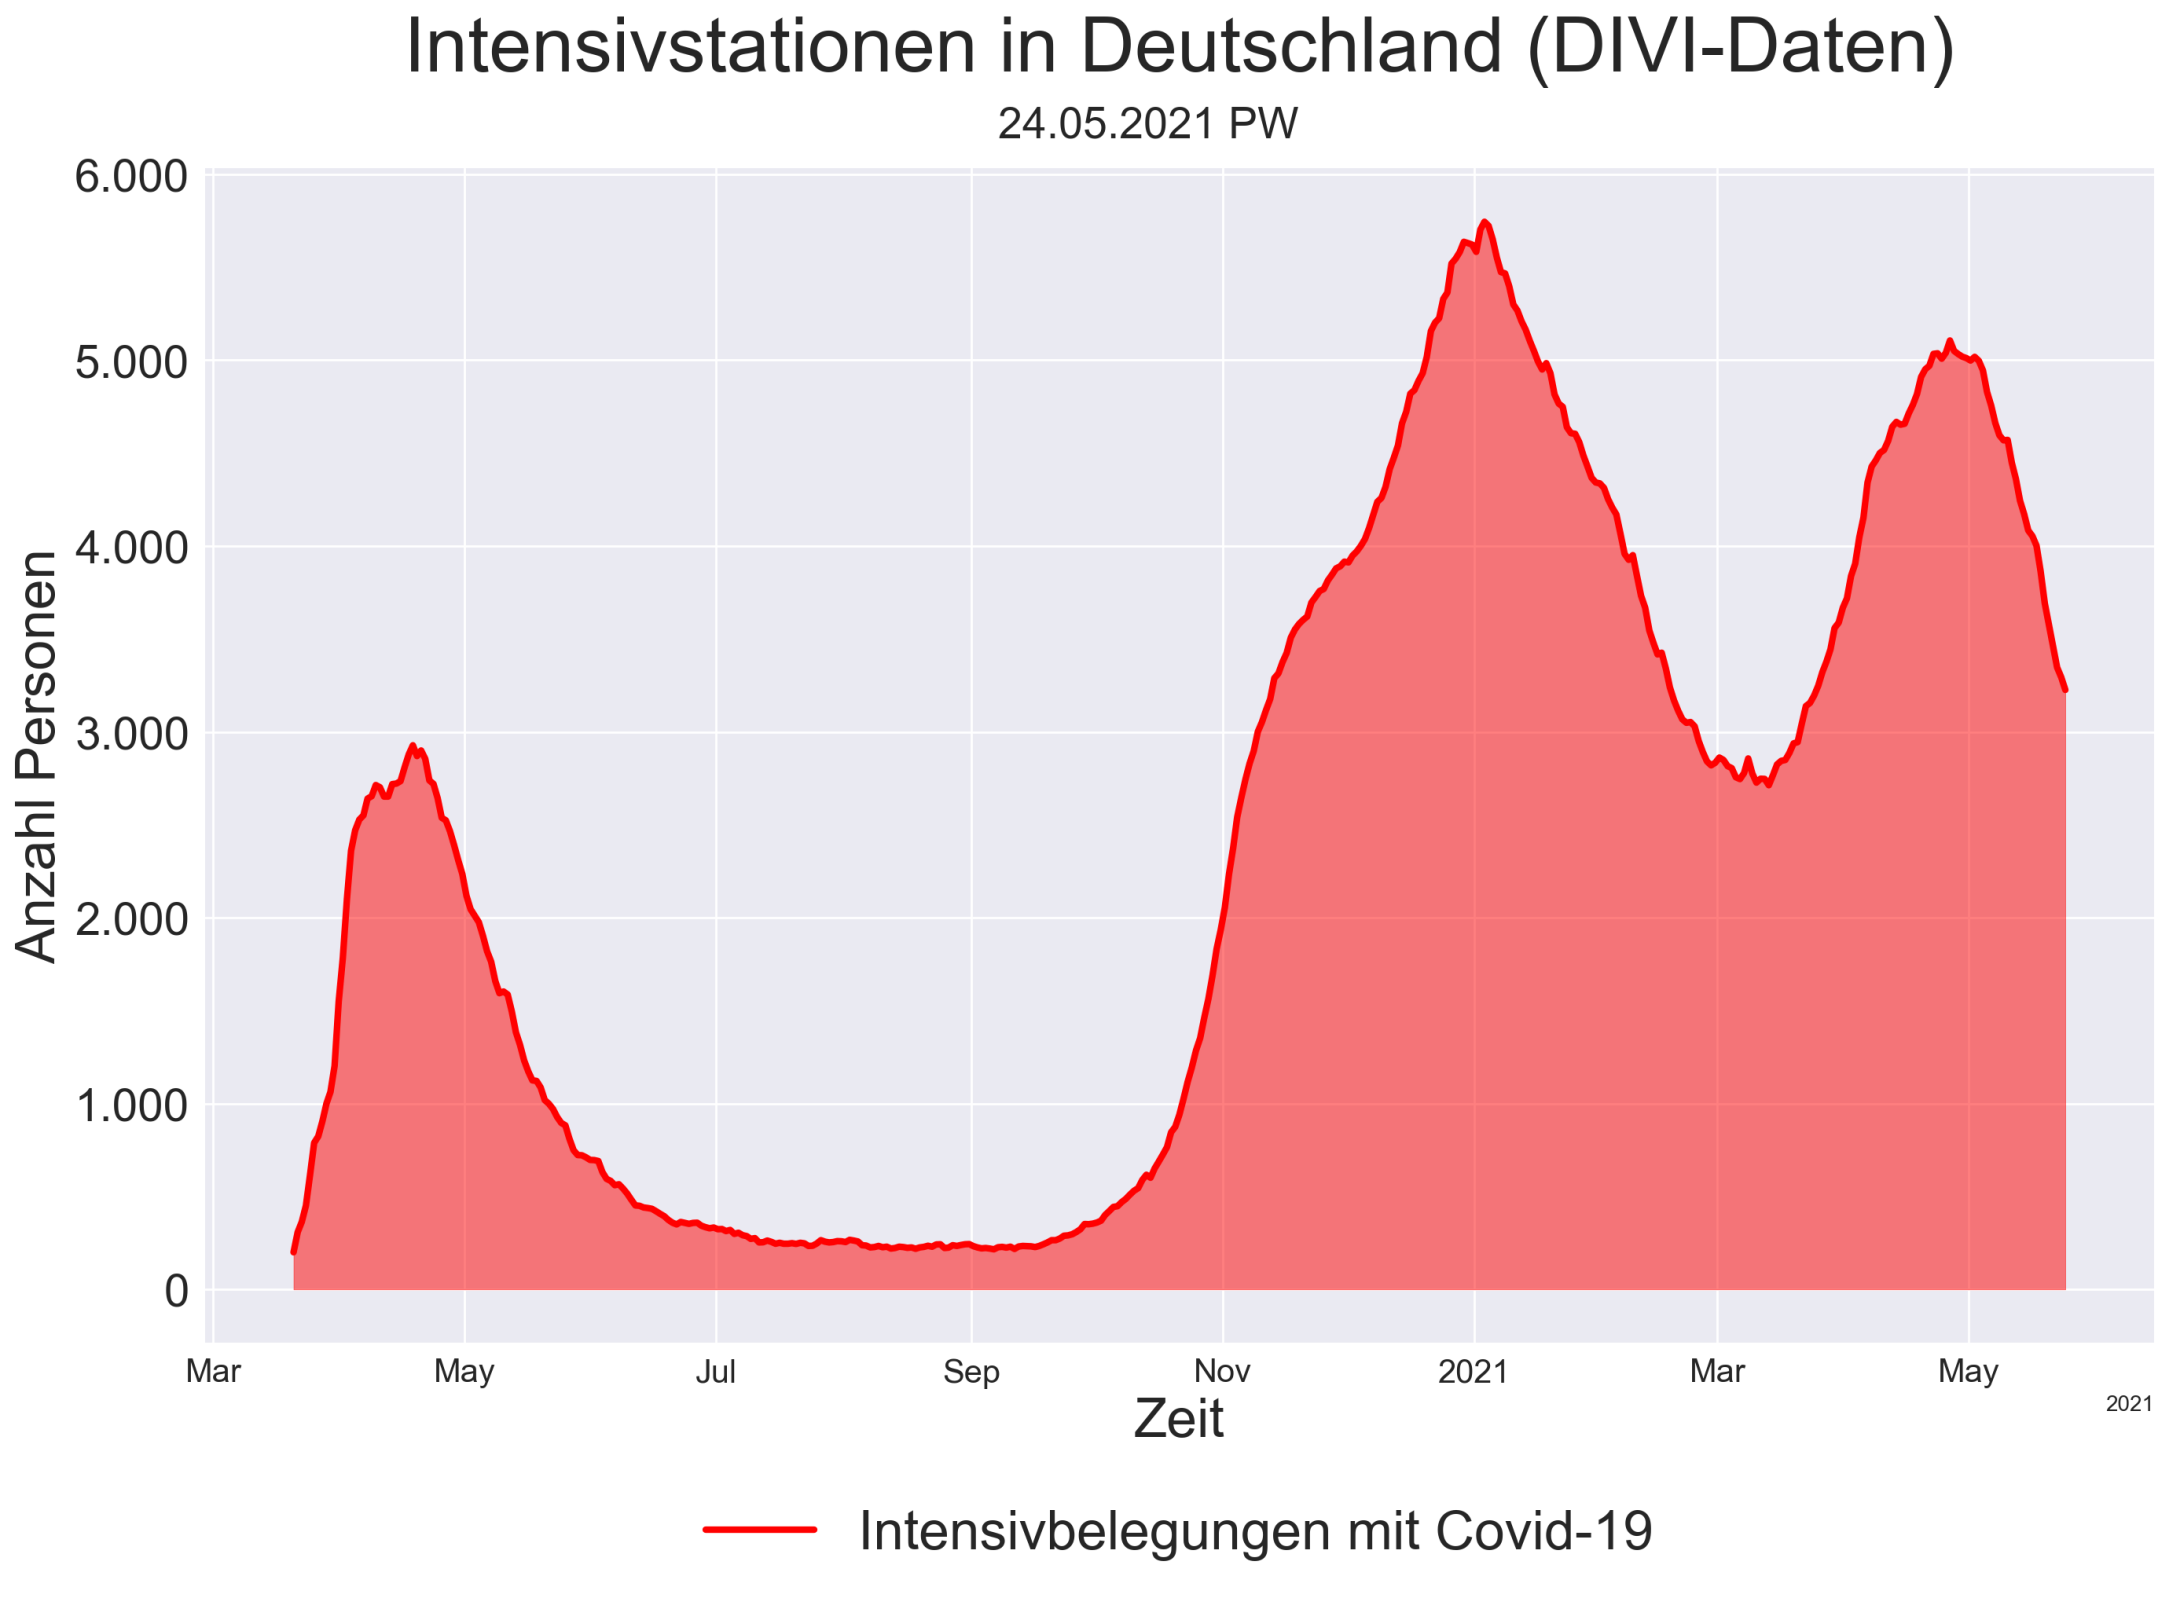 Intensivstationen in Deutschland (DIVI-Daten)
24.05.2021 PW
6.000
5.000
4.000
3.000
2.000
1.000
0
Anzahl Personen
Mar May Jul Sep Nov 2021 Mar May
2021
Zeit
Intensivbelegungen mit Covid-19